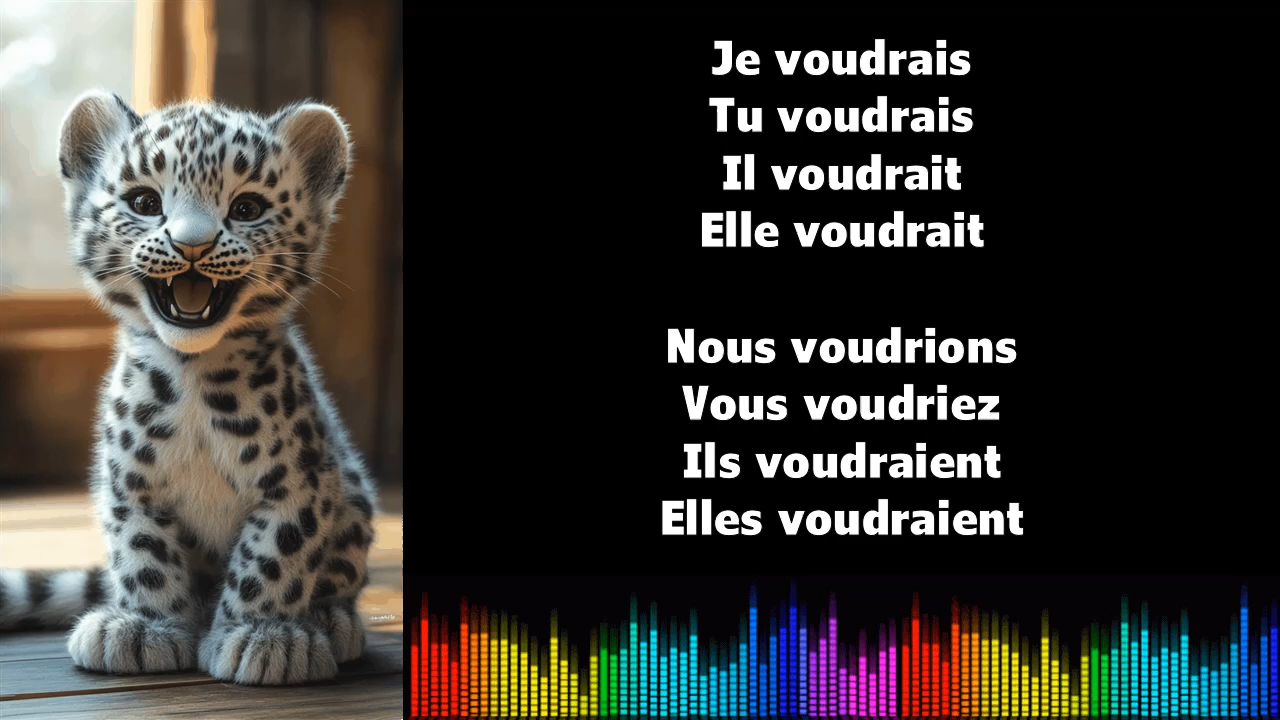 Je voudrais
Tu voudrais
Il voudrait
Elle voudrait
Nous voudrions
Vous voudriez
Ils voudraient
Elles voudraient